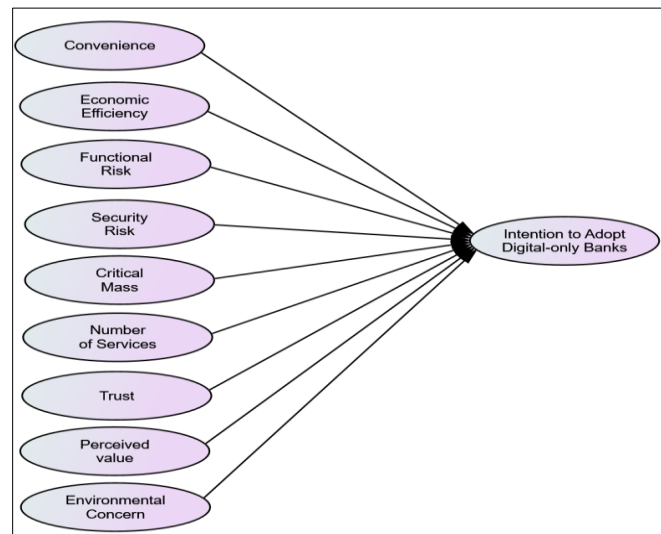 Convenience
Economic
Efficiency
Functional
Risk
Security
Risk
Critical
Mass
Number
of Services
Trust
Perceived
value
Environmental
Concern
Intention to Adopt
Digital-only Banks